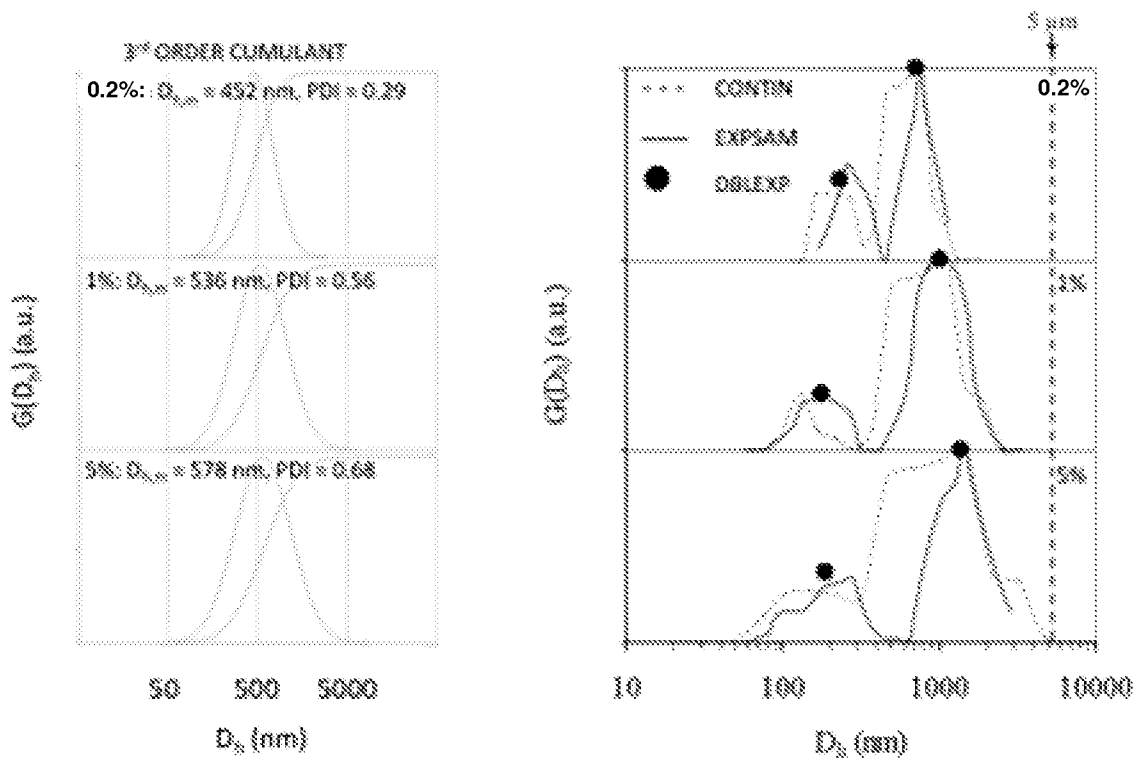 3rd ORDER CUMULANT
0.2%: : Dh,m = 452 nm, PDI = 0.29
1%: Dh,m = 536 nm, PDI = 0.56
5%: Dh,m = 578 nm, PDI = 0.68
G(Dh) (a.u.)
50 500 5000
Dh (nm)
5 µm
0.2%
CONTIN
EXPSAM
DBLEXP
1%
5%
G(Dh) (a.u.)
10 100 1000 10000
Dh (nm)